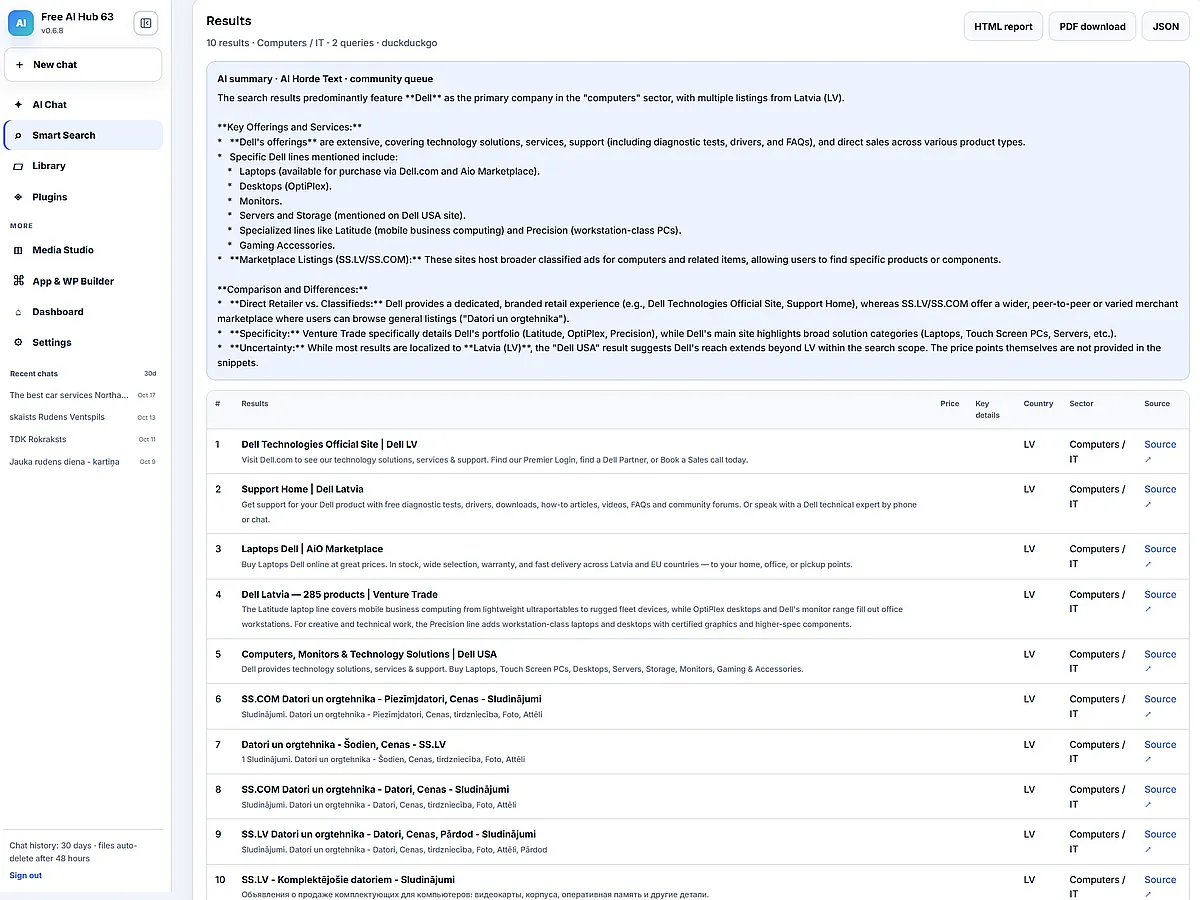 AI
Free AI Hub 63
v0.6.8
+ New chat
AI Chat
Smart Search
Library
Plugins
MORE
Media Studio
App & WP Builder
Dashboard
Settings
Recent chats 30d
The best car services Northa... Oct 17
skaists Rudens Ventspils Oct 13
TDK Rokraksts Oct 11
Jauka rudens diena - kartiņa Oct 9
Chat history: 30 days · files auto-
delete after 48 hours
Sign out
Results
10 results · Computers / IT · 2 queries · duckduckgo
HTML report
PDF download
JSON
AI summary · AI Horde Text · community queue
The search results predominantly feature **Dell** as the primary company in the "computers" sector, with multiple listings from Latvia (LV).
**Key Offerings and Services:**
* **Dell's offerings** are extensive, covering technology solutions, services, support (including diagnostic tests, drivers, and FAQs), and direct sales across various product types.
* Specific Dell lines mentioned include:
* Laptops (available for purchase via Dell.com and Aio Marketplace).
* Desktops (OptiPlex).
* Monitors.
* Servers and Storage (mentioned on Dell USA site).
* Specialized lines like Latitude (mobile business computing) and Precision (workstation-class PCs).
* Gaming Accessories.
* **Marketplace Listings (SS.LV/SS.COM):** These sites host broader classified ads for computers and related items, allowing users to find specific products or components.
**Comparison and Differences:**
* **Direct Retailer vs. Classifieds:** Dell provides a dedicated, branded retail experience (e.g., Dell Technologies Official Site, Support Home), whereas SS.LV/SS.COM offer a wider, peer-to-peer or varied merchant
marketplace where users can browse general listings ("Datori un orgtehnika").
* **Specificity:** Venture Trade specifically details Dell's portfolio (Latitude, OptiPlex, Precision), while Dell's main site highlights broad solution categories (Laptops, Touch Screen PCs, Servers, etc.).
* **Uncertainty:** While most results are localized to **Latvia (LV)**, the "Dell USA" result suggests Dell's reach extends beyond LV within the search scope. The price points themselves are not provided in the
snippets.
# Results Price Key details Country Sector Source
1 Dell Technologies Official Site | Dell LV LV Computers / IT Source ↗
Visit Dell.com to see our technology solutions, services & support. Find our Premier Login, find a Dell Partner, or Book a Sales call today.
2 Support Home | Dell Latvia LV Computers / IT Source ↗
Get support for your Dell product with free diagnostic tests, drivers, downloads, how-to articles, videos, FAQs and community forums. Or speak with a Dell technical expert by phone
or chat.
3 Laptops Dell | AiO Marketplace LV Computers / IT Source ↗
Buy Laptops Dell online at great prices. In stock, wide selection, warranty, and fast delivery across Latvia and EU countries — to your home, office, or pickup points.
4 Dell Latvia — 285 products | Venture Trade LV Computers / IT Source ↗
The Latitude laptop line covers mobile business computing from lightweight ultraportables to rugged fleet devices, while OptiPlex desktops and Dell's monitor range fill out office
workstations. For creative and technical work, the Precision line adds workstation-class laptops and desktops with certified graphics and higher-spec components.
5 Computers, Monitors & Technology Solutions | Dell USA LV Computers / IT Source ↗
Dell provides technology solutions, services & support. Buy Laptops, Touch Screen PCs, Desktops, Servers, Storage, Monitors, Gaming & Accessories.
6 SS.COM Datori un orgtehnika - Piezīmjdatori, Cenas - Sludinājumi LV Computers / IT Source ↗
Sludinājumi. Datori un orgtehnika - Piezīmjdatori, Cenas, tirdzniecība, Foto, Attēli
7 Datori un orgtehnika - Šodien, Cenas - SS.LV LV Computers / IT Source ↗
1 Sludinājumi. Datori un orgtehnika - Šodien, Cenas, tirdzniecība, Foto, Attēli
8 SS.COM Datori un orgtehnika - Datori, Cenas - Sludinājumi LV Computers / IT Source ↗
Sludinājumi. Datori un orgtehnika - Datori, Cenas, tirdzniecība, Foto, Attēli
9 SS.LV Datori un orgtehnika - Datori, Cenas, Pārdod - Sludinājumi LV Computers / IT Source ↗
Sludinājumi. Datori un orgtehnika - Datori, Cenas, tirdzniecība, Foto, Attēli, Pārdod
10 SS.LV - Komplektējošie datoriem - Sludinājumi LV Computers / IT Source ↗
Объявления о продаже комплектующих для компьютеров: видеокарты, корпуса, оперативная память и другие детали.